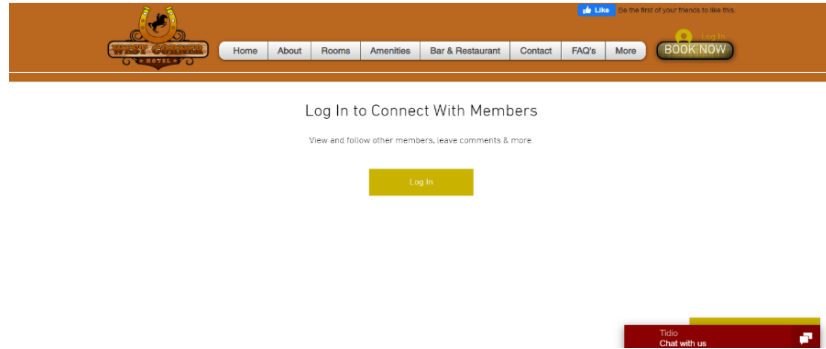 Like Be the first of your friends to like this.
WEST CORNER
HOTEL
Home About Rooms Amenities Bar & Restaurant Contact FAQ's More
Log In
BOOK NOW
Log In to Connect With Members
View and follow other members, leave comments & more.
Log In
Tidio
Chat with us